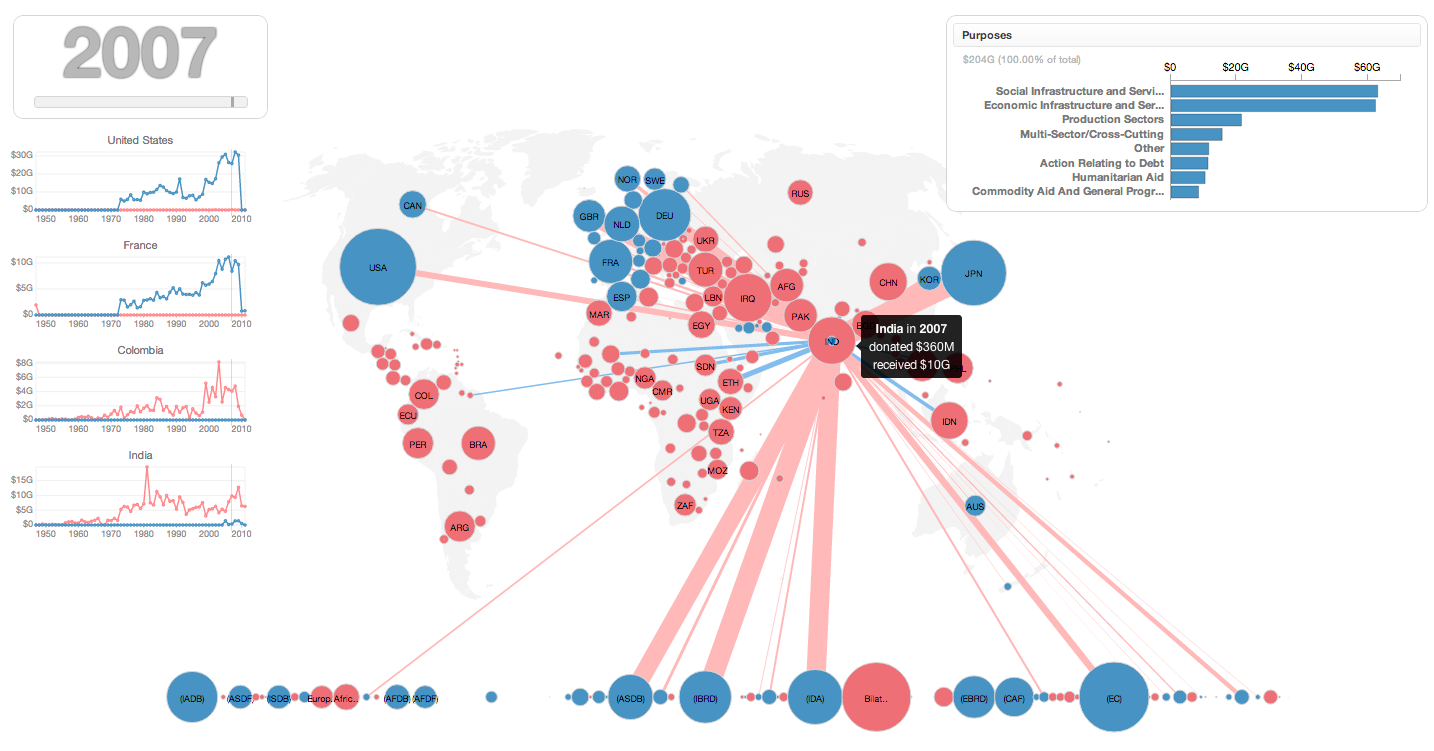 2007
United States
$30G
$20G
$10G
$0
1950 1960 1970 1980 1990 2000 2010
France
$10G
$5G
$0
1950 1960 1970 1980 1990 2000 2010
Colombia
$8G
$6G
$4G
$2G
$0
1950 1960 1970 1980 1990 2000 2010
India
$15G
$10G
$5G
$0
1950 1960 1970 1980 1990 2000 2010
Purposes
$204G (100.00% of total)
$0 $20G $40G $60G
Social Infrastructure and Servi...
Economic Infrastructure and Ser...
Production Sectors
Multi-Sector/Cross-Cutting
Other
Action Relating to Debt
Humanitarian Aid
Commodity Aid And General Progr...
NOR SWE
RUS
CAN
GBR NLD DEU
UKR
USA
FRA
TUR
AFG
CHN
KOR
JPN
ESP
LBN
IRQ
MAR
EGY
PAK
IND
India in 2007
donated $360M
received $10G
SDN
NGA
CMR
ETH
COL
UGA
KEN
ECU
TZA
IDN
PER
BRA
MOZ
ZAF
AUS
ARG
(IADB) (ASDF) (ISDB) Europ. Afric.. (AFDB) (AFDF) (ASDB) (IBRD) (IDA) Bilat.. (EBRD) (CAF) (EC)